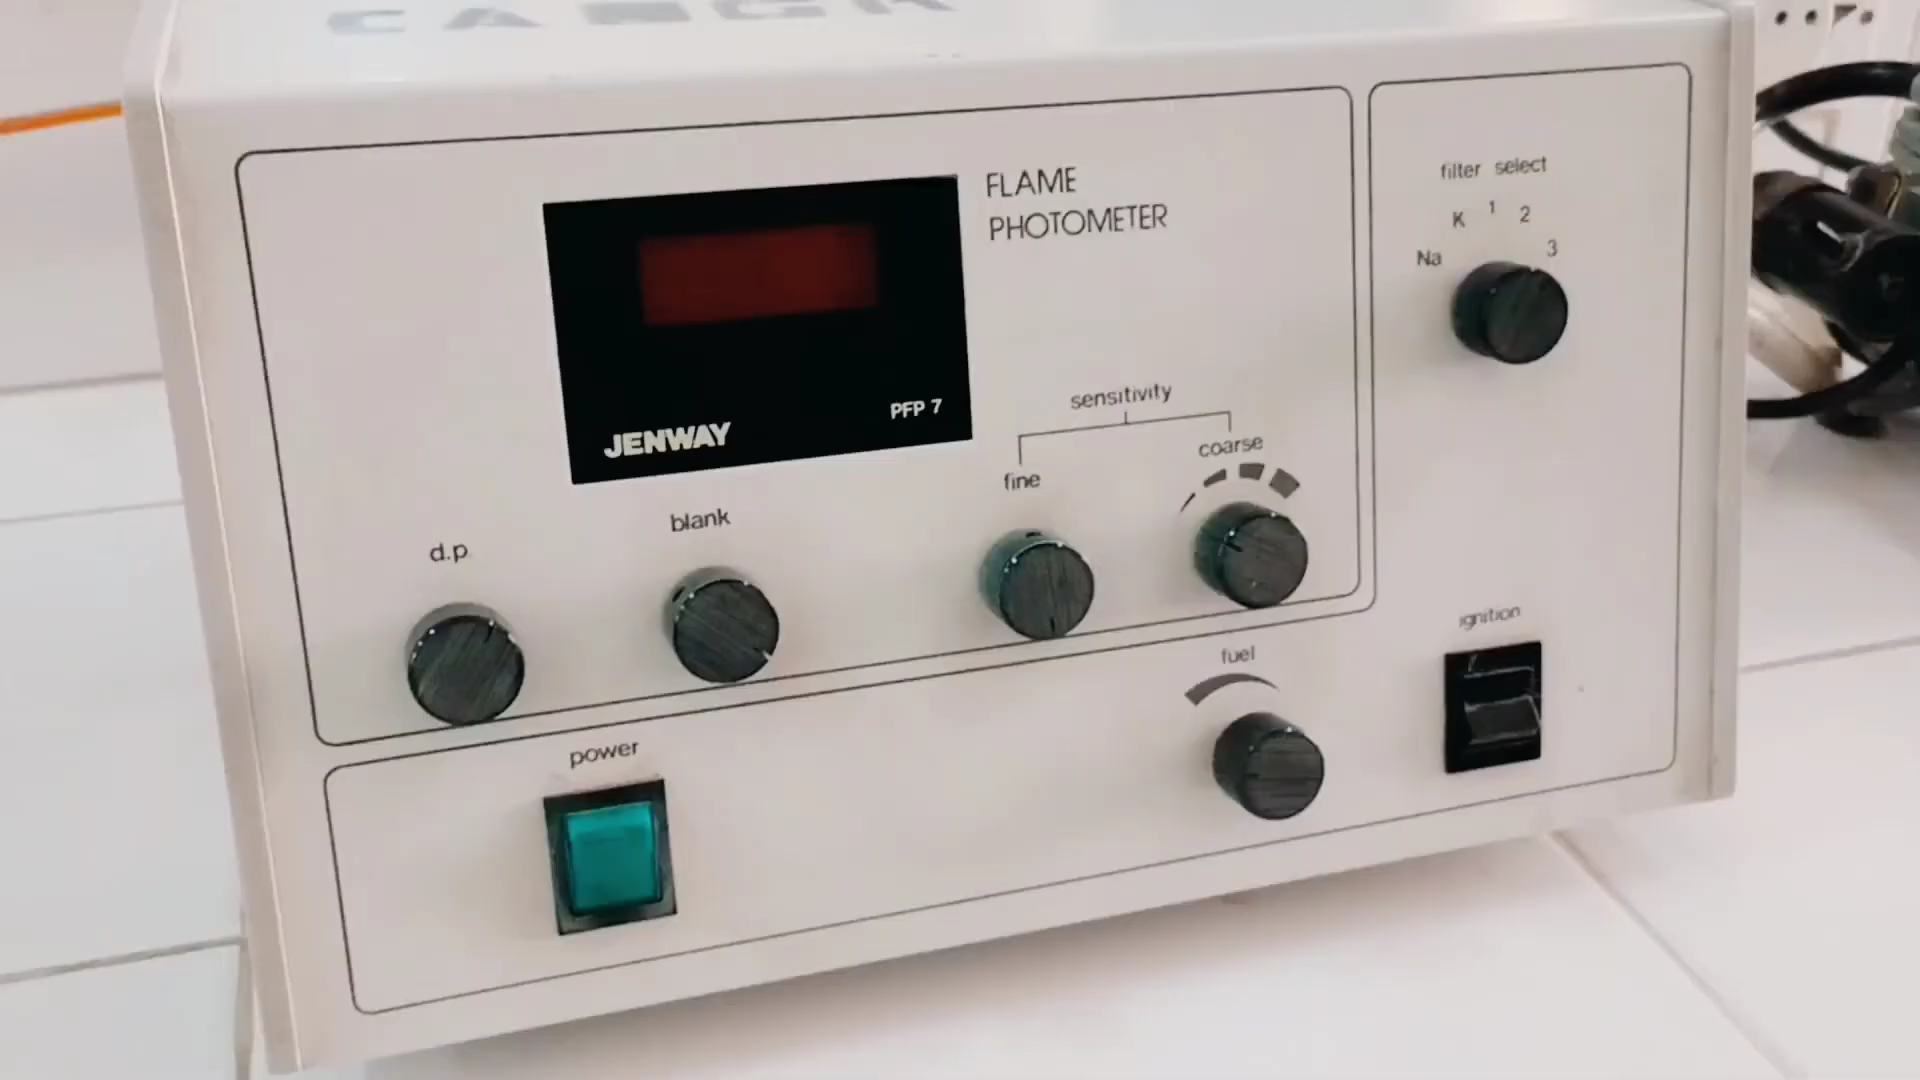 FLAME
PHOTOMETER
JENWAY
PFP 7
sensitivity
fine
coarse
d.p
blank
filter select
Na
K
1
2
3
power
fuel
ignition